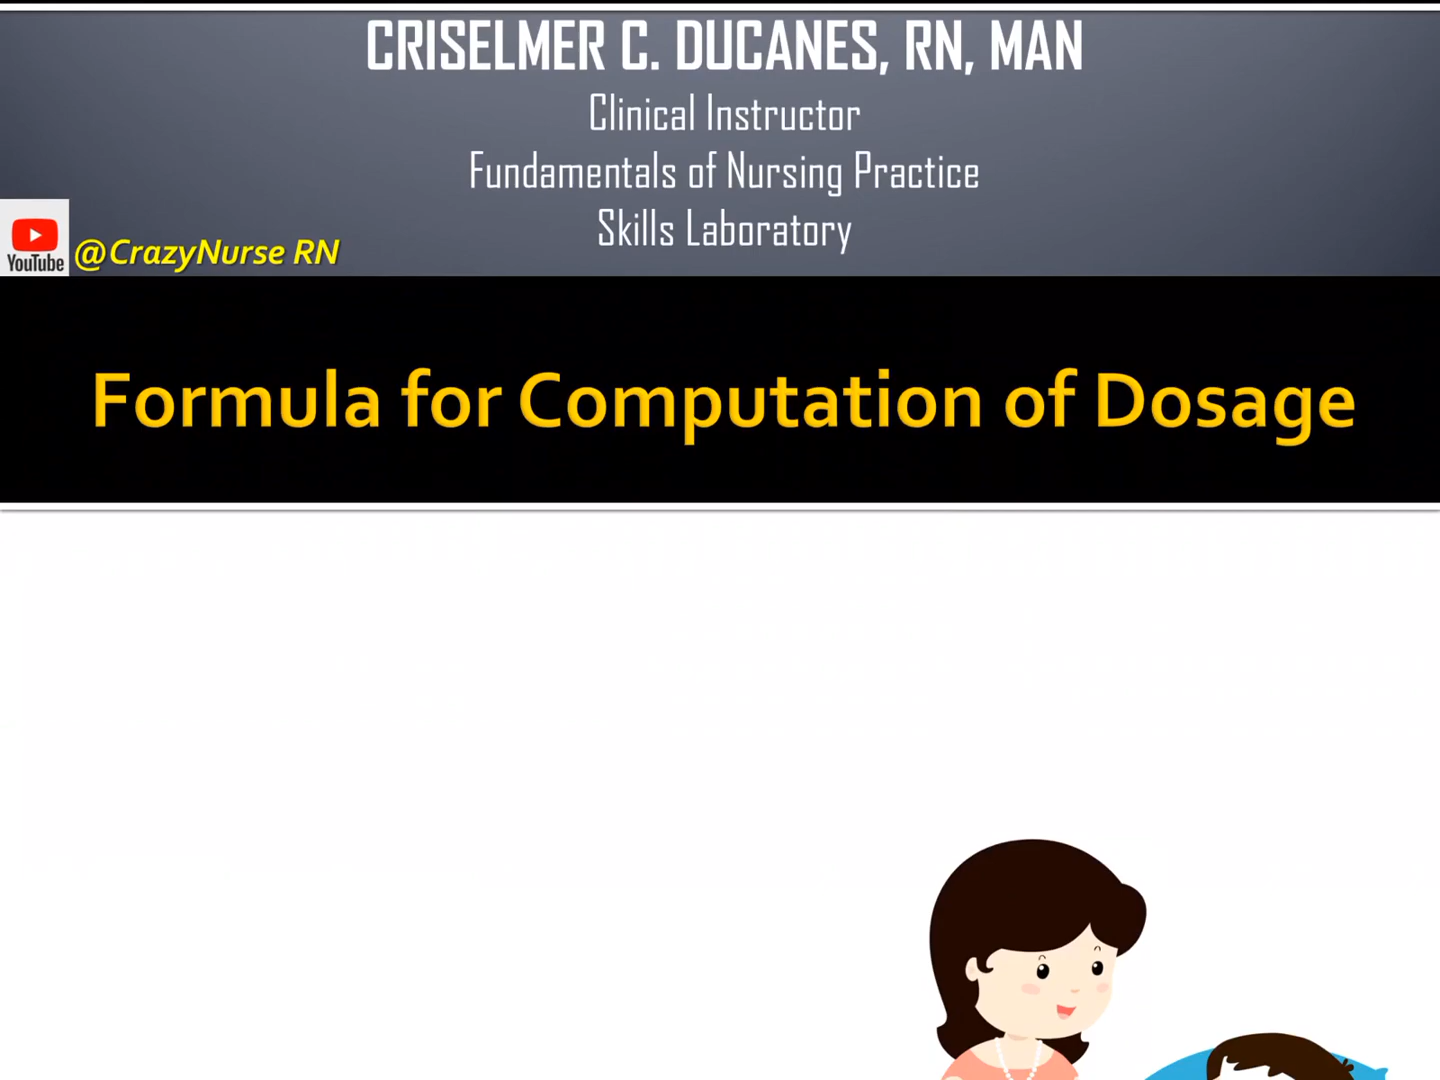 CRISELMER C. DUCANES, RN, MAN
Clinical Instructor
Fundamentals of Nursing Practice
Skills Laboratory
YouTube @CrazyNurse RN
Formula for Computation of Dosage